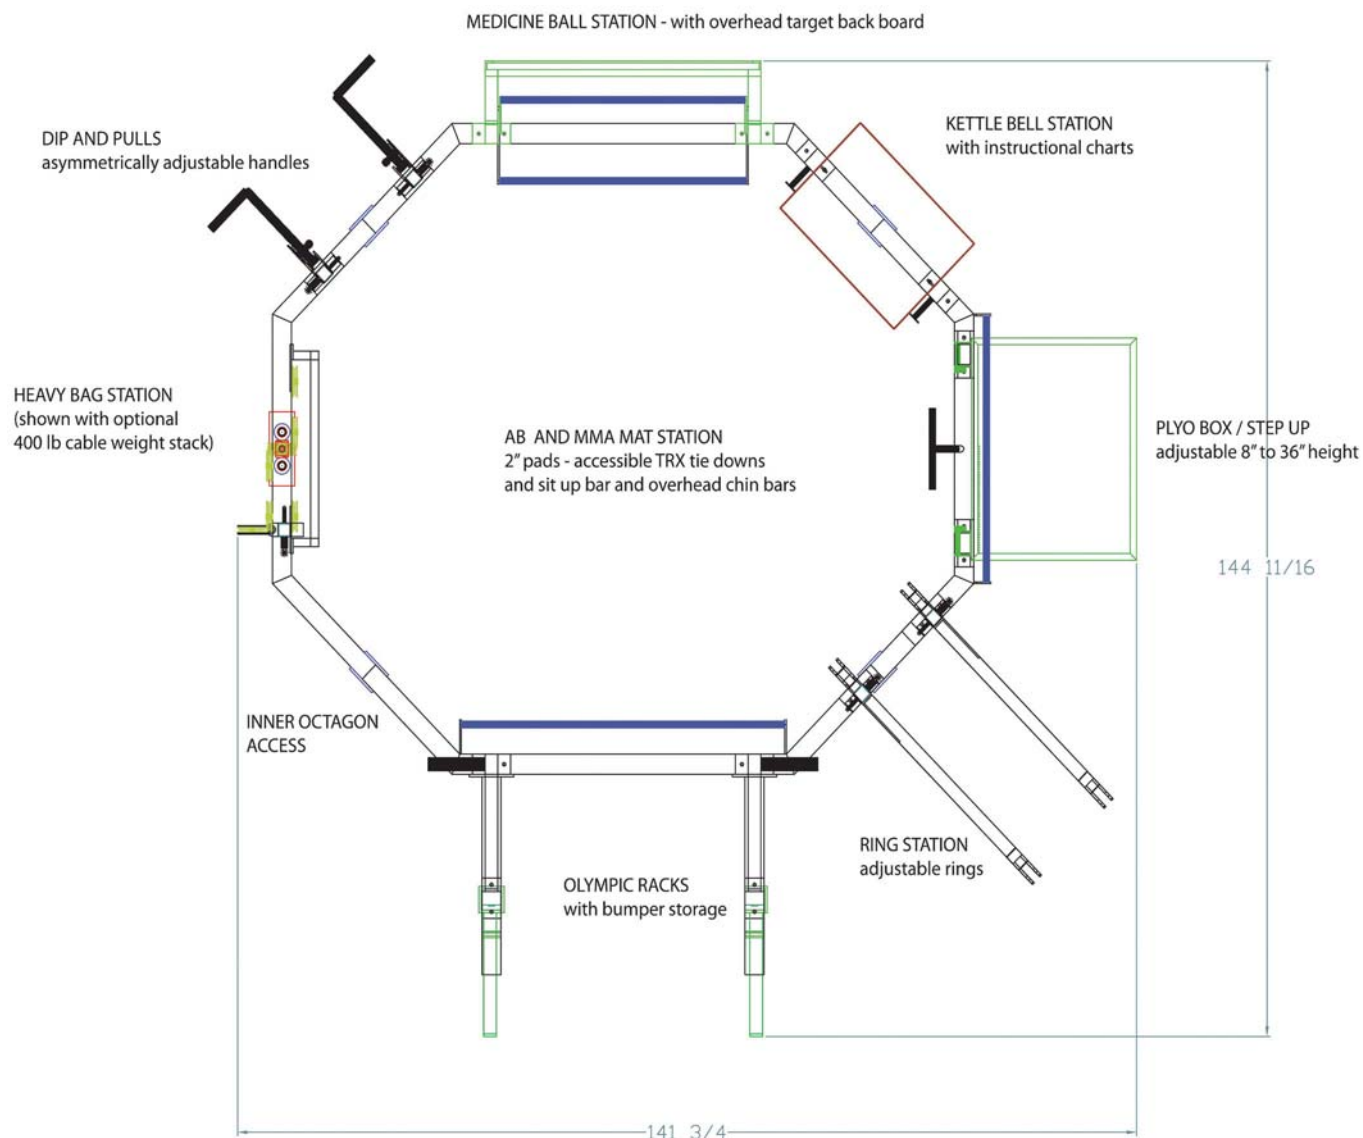 MEDICINE BALL STATION - with overhead target back board
DIP AND PULLS
asymmetrically adjustable handles
KETTLE BELL STATION
with instructional charts
HEAVY BAG STATION
(shown with optional
400 lb cable weight stack)
AB AND MMA MAT STATION
2" pads - accessible TRX tie downs
and sit up bar and overhead chin bars
PLYO BOX / STEP UP
adjustable 8" to 36" height
144 11/16
INNER OCTAGON
ACCESS
RING STATION
adjustable rings
OLYMPIC RACKS
with bumper storage
141 3/4